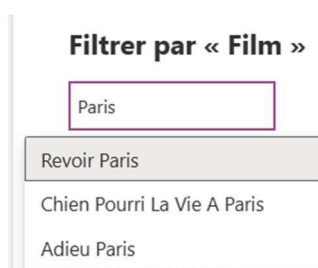 Filtrer par « Film »
Paris
Revoir Paris
Chien Pourri La Vie A Paris
Adieu Paris